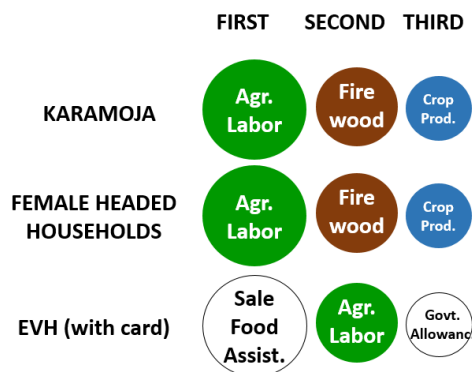 FIRST SECOND THIRD
KARAMOJA
Agr.
Labor
Fire
wood
Crop
Prod.
FEMALE HEADED
HOUSEHOLDS
Agr.
Labor
Fire
wood
Crop
Prod.
EVH (with card)
Sale
Food
Assist.
Agr.
Labor
Govt.
Allowanc